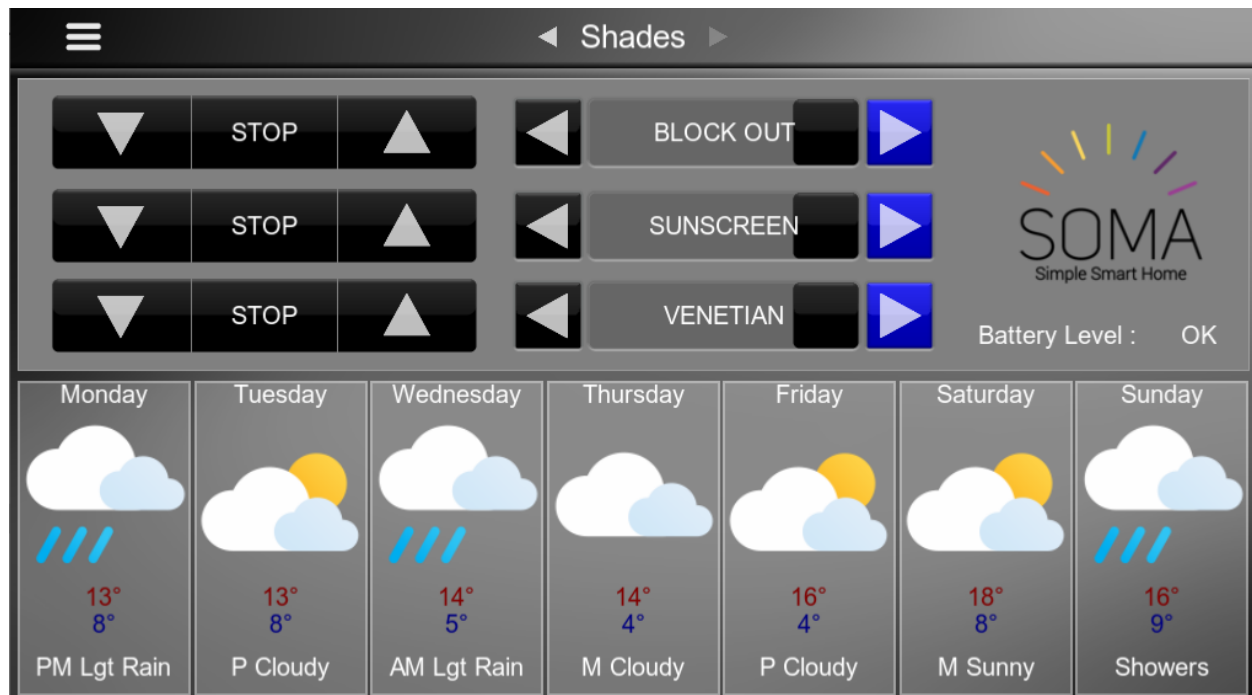 Shades
STOP BLOCK OUT
STOP SUNSCREEN
STOP VENETIAN
SOMA
Simple Smart Home
Battery Level : OK
Monday Tuesday Wednesday Thursday Friday Saturday Sunday
13° 13° 14° 14° 16° 18° 16°
8° 8° 5° 4° 4° 8° 9°
PM Lgt Rain P Cloudy AM Lgt Rain M Cloudy P Cloudy M Sunny Showers